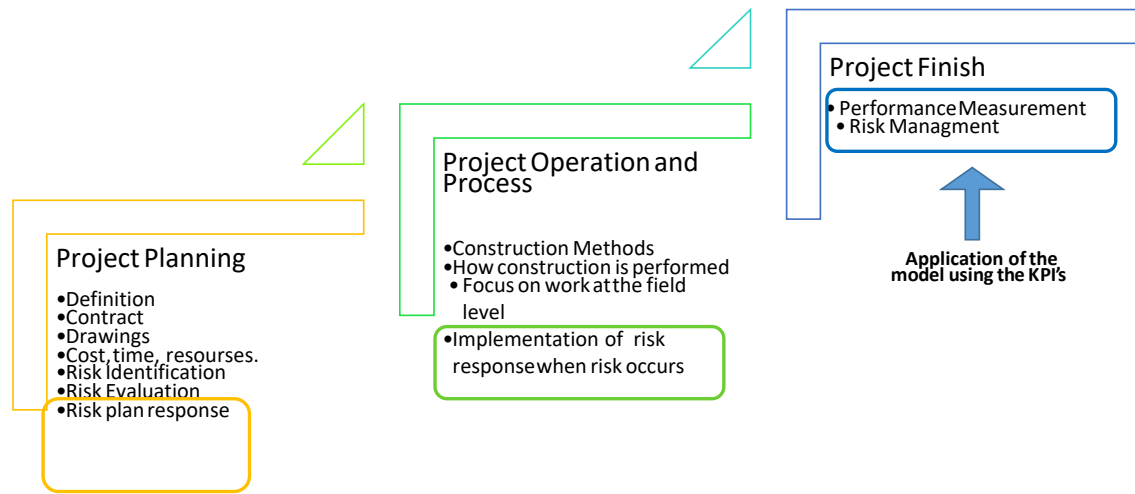 Project Planning
•Definition
•Contract
•Drawings
•Cost, time, resourses.
•Risk Identification
•Risk Evaluation
•Risk plan response
Project Operation and
Process
•Construction Methods
•How construction is performed
• Focus on work at the field
level
•Implementation of risk
response when risk occurs
Project Finish
• Performance Measurement
• Risk Managment
Application of the
model using the KPI's